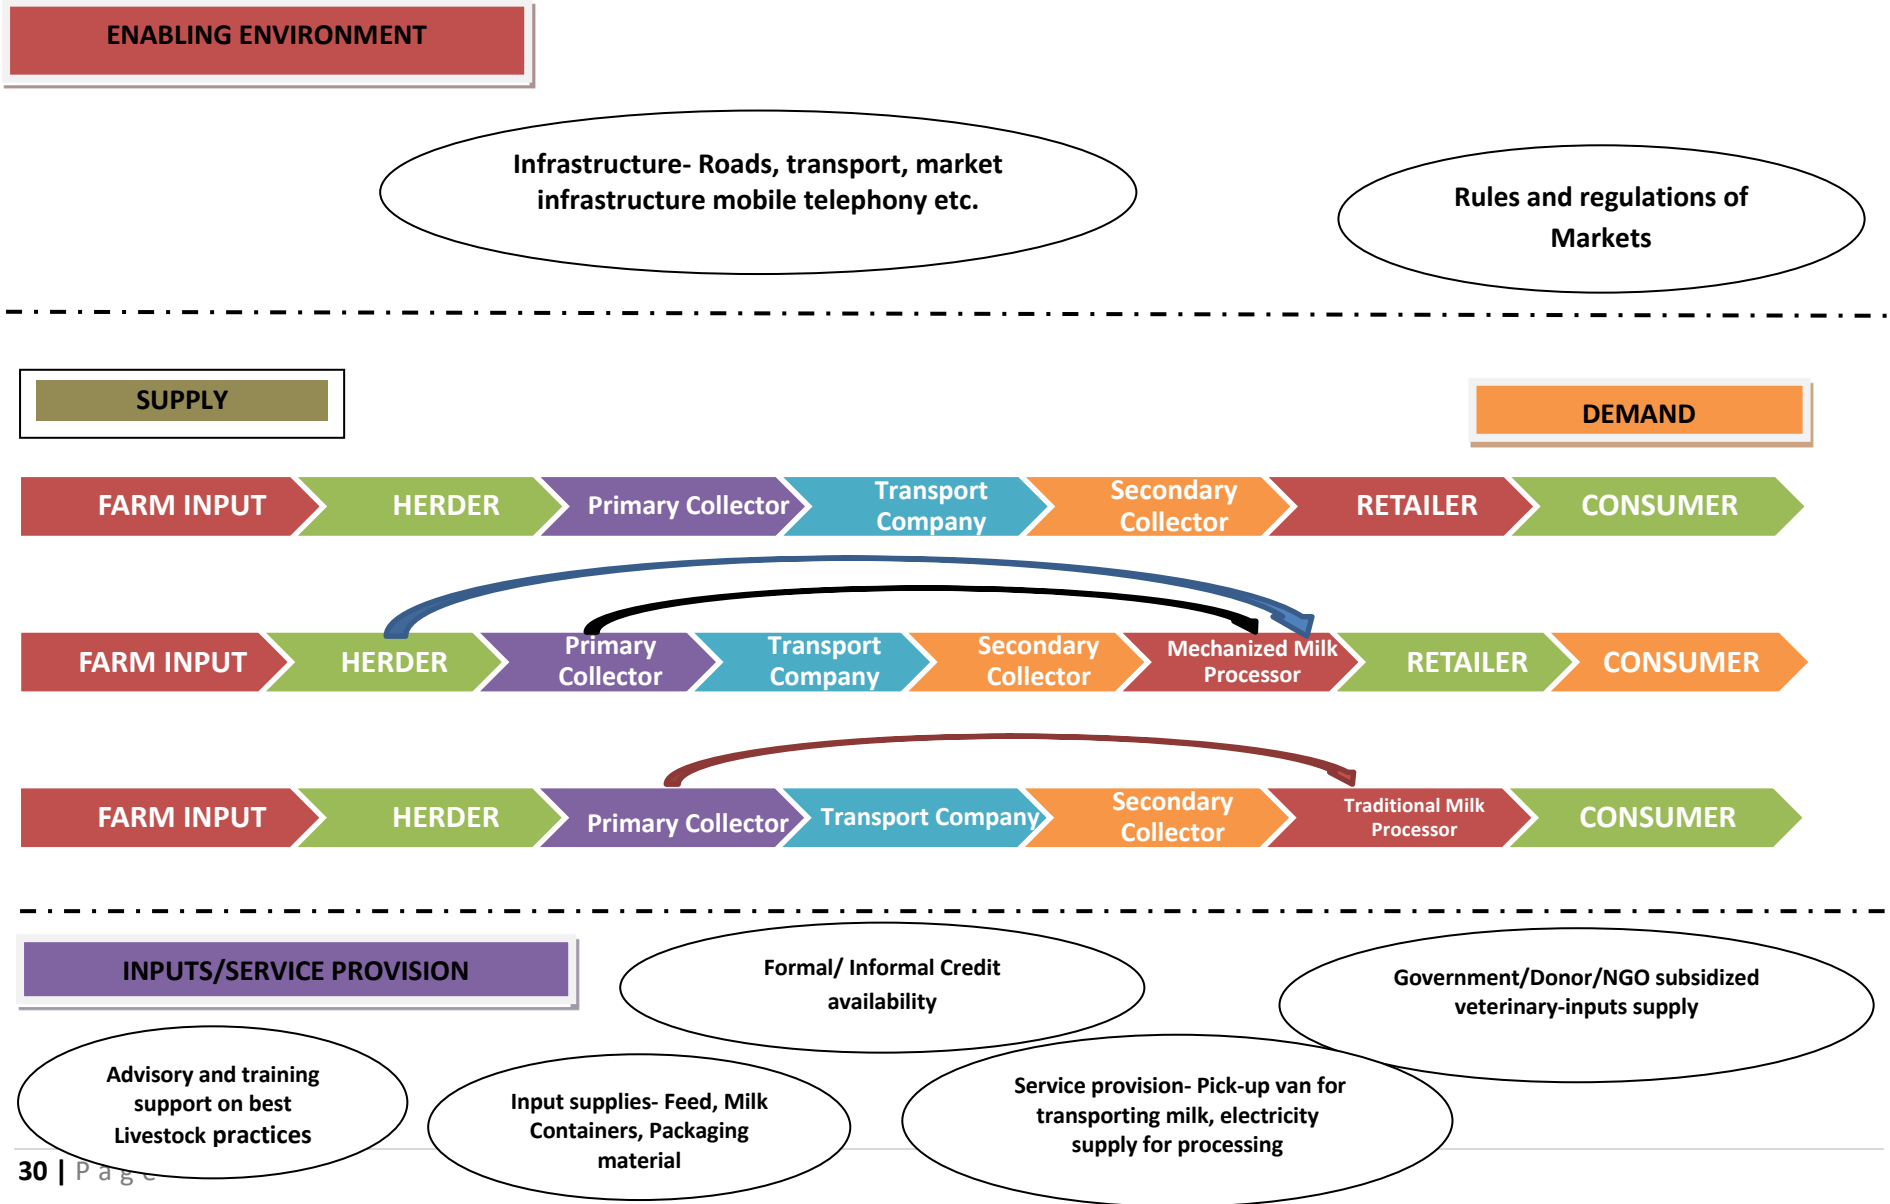 ENABLING ENVIRONMENT
Infrastructure- Roads, transport, market
infrastructure mobile telephony etc.
Rules and regulations of
Markets
SUPPLY
DEMAND
FARM INPUT
HERDER
Primary Collector
Transport
Company
Secondary
Collector
RETAILER
CONSUMER
FARM INPUT
HERDER
Primary
Collector
Transport
Company
Secondary
Collector
Mechanized Milk
Processor
RETAILER
CONSUMER
FARM INPUT
HERDER
Primary Collector
Transport Company
Secondary
Collector
Traditional Milk
Processor
CONSUMER
INPUTS/SERVICE PROVISION
Formal/ Informal Credit
availability
Government/Donor/NGO subsidized
veterinary-inputs supply
Advisory and training
support on best
Livestock practices
Input supplies- Feed, Milk
Containers, Packaging
material
Service provision- Pick-up van for
transporting milk, electricity
supply for processing
30 | Page